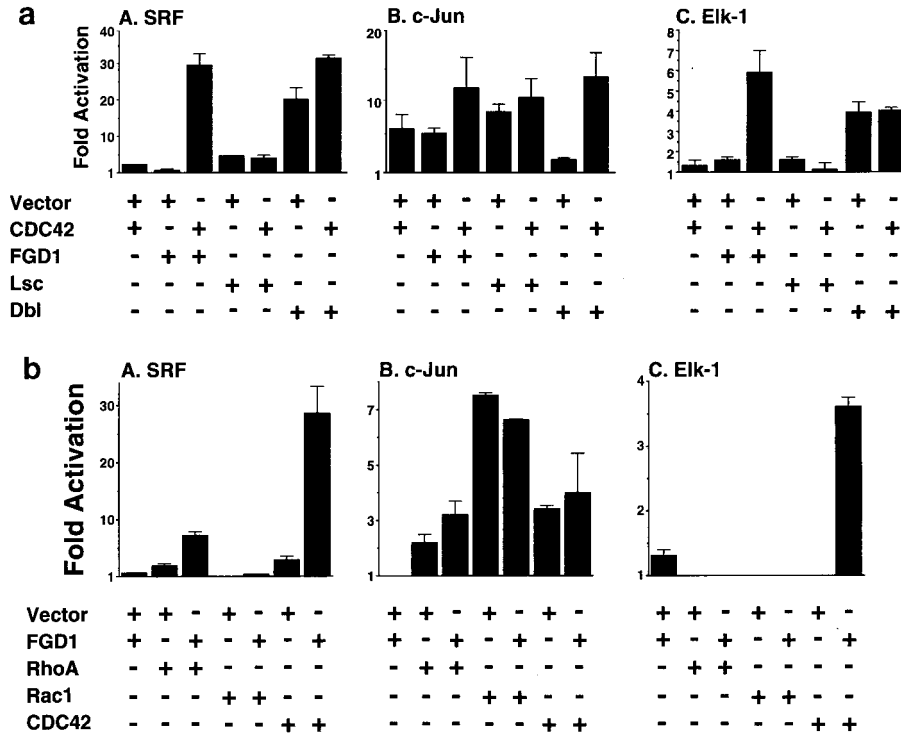 a
A. SRF
B. c-Jun
C. Elk-1
Fold Activation
40
30
20
10
1
20
10
1
8
7
6
5
4
3
2
1
Vector + + - + - + - + + - + - + - + + - + - + -
CDC42 + - + - + - + + - + - + - + + - + - + - +
FGD1 - + + - - - - - + + - - - - - + + - - - -
Lsc - - - + + - - - - - + + - - - - - + + - -
Dbl - - - - - + + - - - - - + + - - - - - + +
b
A. SRF
B. c-Jun
C. Elk-1
Fold Activation
30
20
10
1
7
5
3
1
4
3
2
1
Vector + + - + - + - + + - + - + - + + - + - + -
FGD1 + - + - + - + + - + - + - + + - + - + - +
RhoA - + + - - - - - + + - - - - - + + - - - -
Rac1 - - - + + - - - - - + + - - - - - + + - -
CDC42 - - - - - + + - - - - - + + - - - - - + +